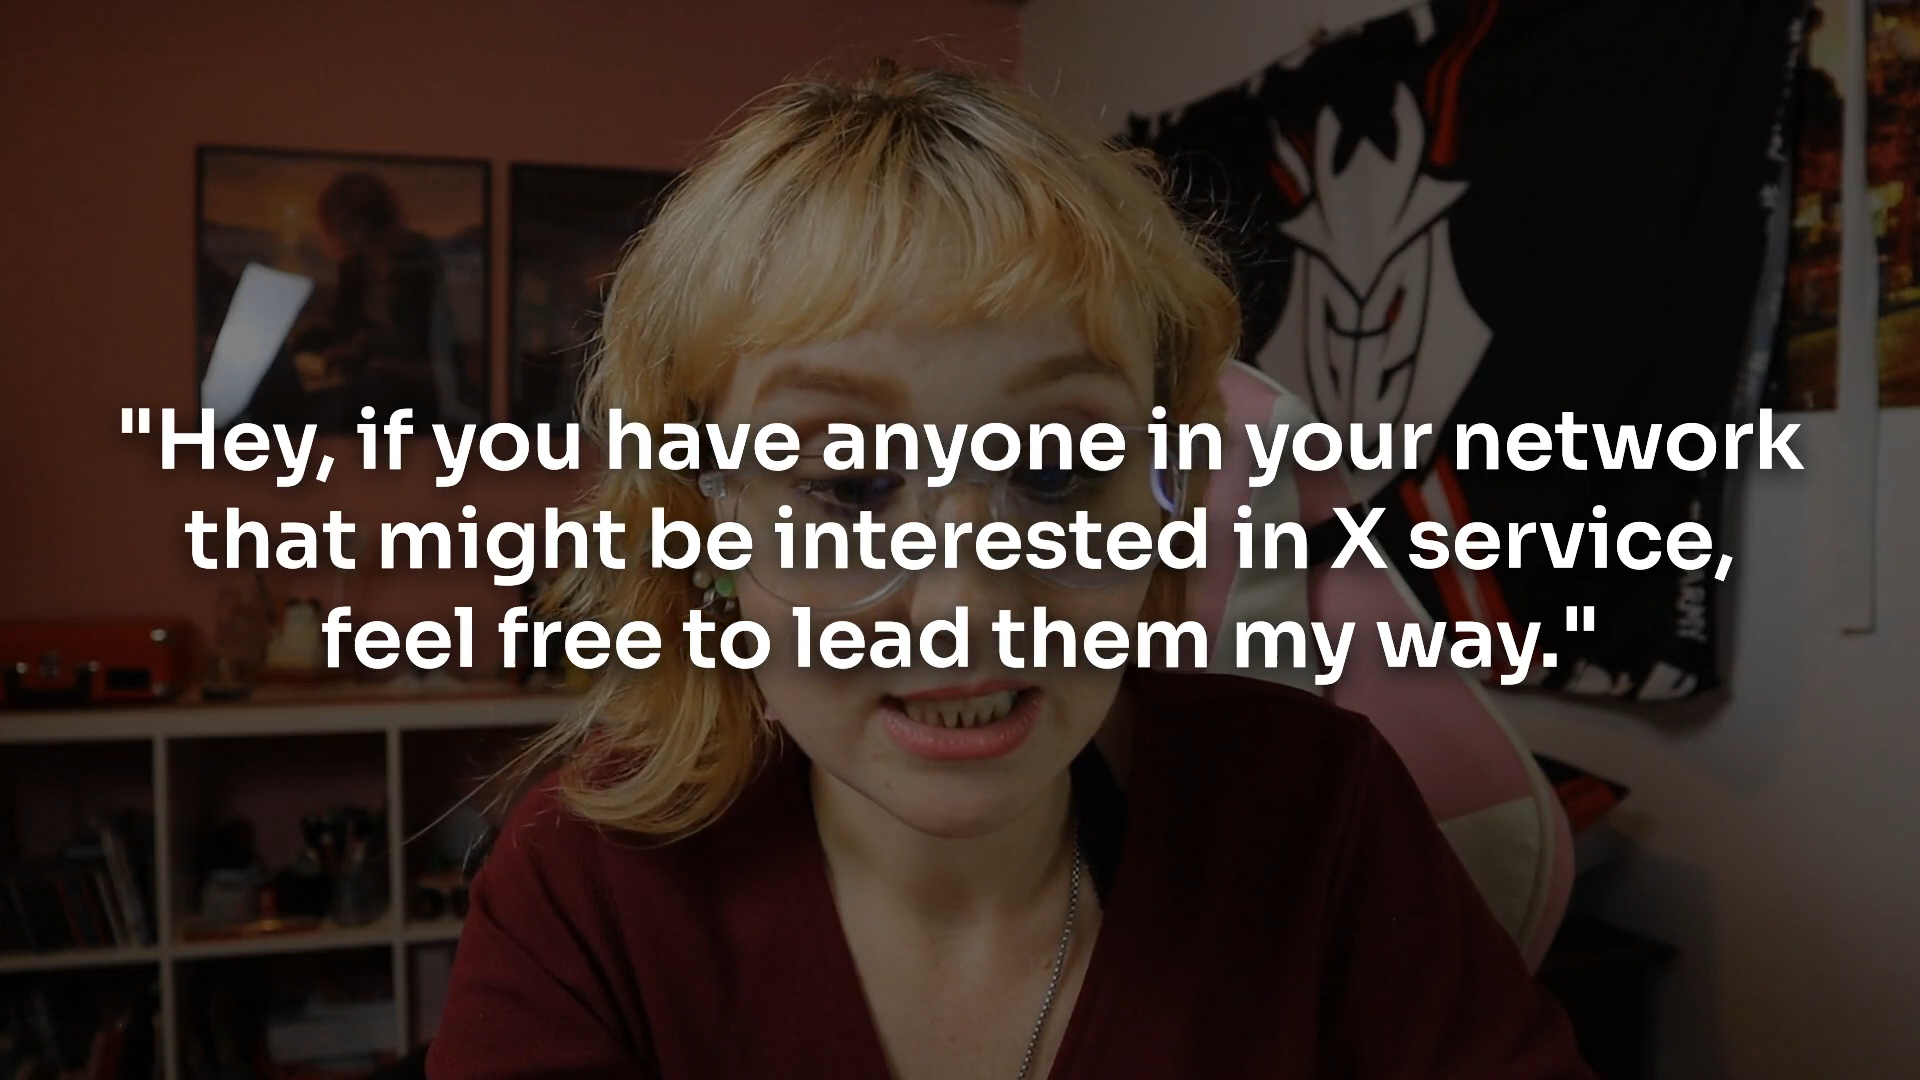 "Hey, if you have anyone in your network
that might be interested in X service,
feel free to lead them my way."